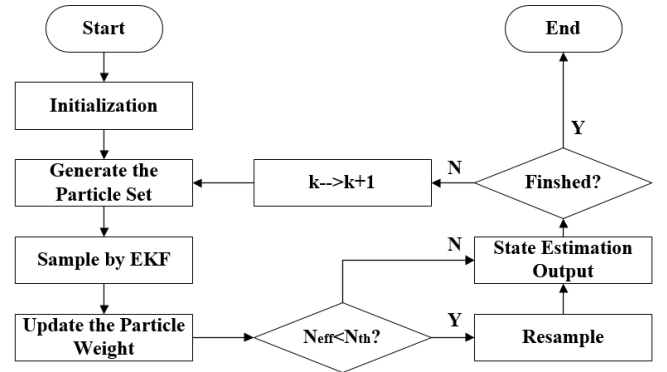 Start
End
Initialization
Y
Generate the
Particle Set
k-->k+1
N
Finshed?
Sample by EKF
N
State Estimation
Output
Update the Particle
Weight
Neff<Nth?
Y
Resample